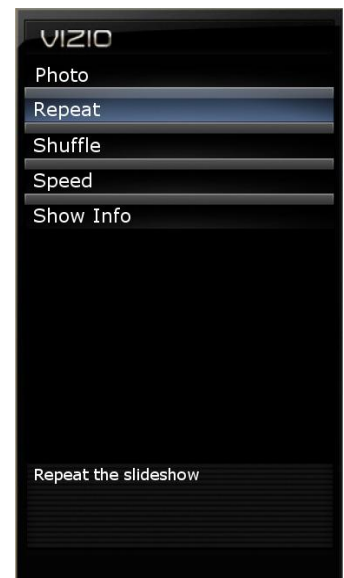 VIZIO
Photo
Repeat
Shuffle
Speed
Show Info
Repeat the slideshow